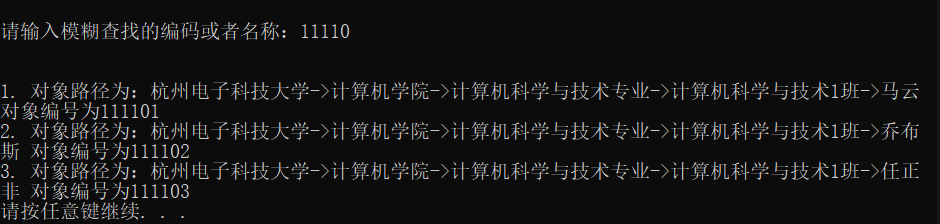 请输入模糊查找的编码或者名称：11110
1. 对象路径为：杭州电子科技大学->计算机学院->计算机科学与技术专业->计算机科学与技术1班->马云
对象编号为111101
2. 对象路径为：杭州电子科技大学->计算机学院->计算机科学与技术专业->计算机科学与技术1班->乔布
斯 对象编号为111102
3. 对象路径为：杭州电子科技大学->计算机学院->计算机科学与技术专业->计算机科学与技术1班->任正
非 对象编号为111103
请按任意键继续. . .